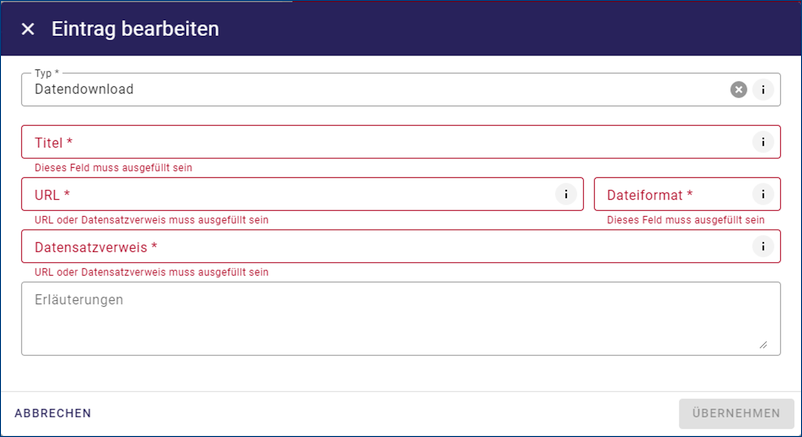 Eintrag bearbeiten
Typ *
Datendownload
Titel *
Dieses Feld muss ausgefüllt sein
URL *
Dateiformat *
URL oder Datensatzverweis muss ausgefüllt sein
Dieses Feld muss ausgefüllt sein
Datensatzverweis *
URL oder Datensatzverweis muss ausgefüllt sein
Erläuterungen
ABBRECHEN
ÜBERNEHMEN